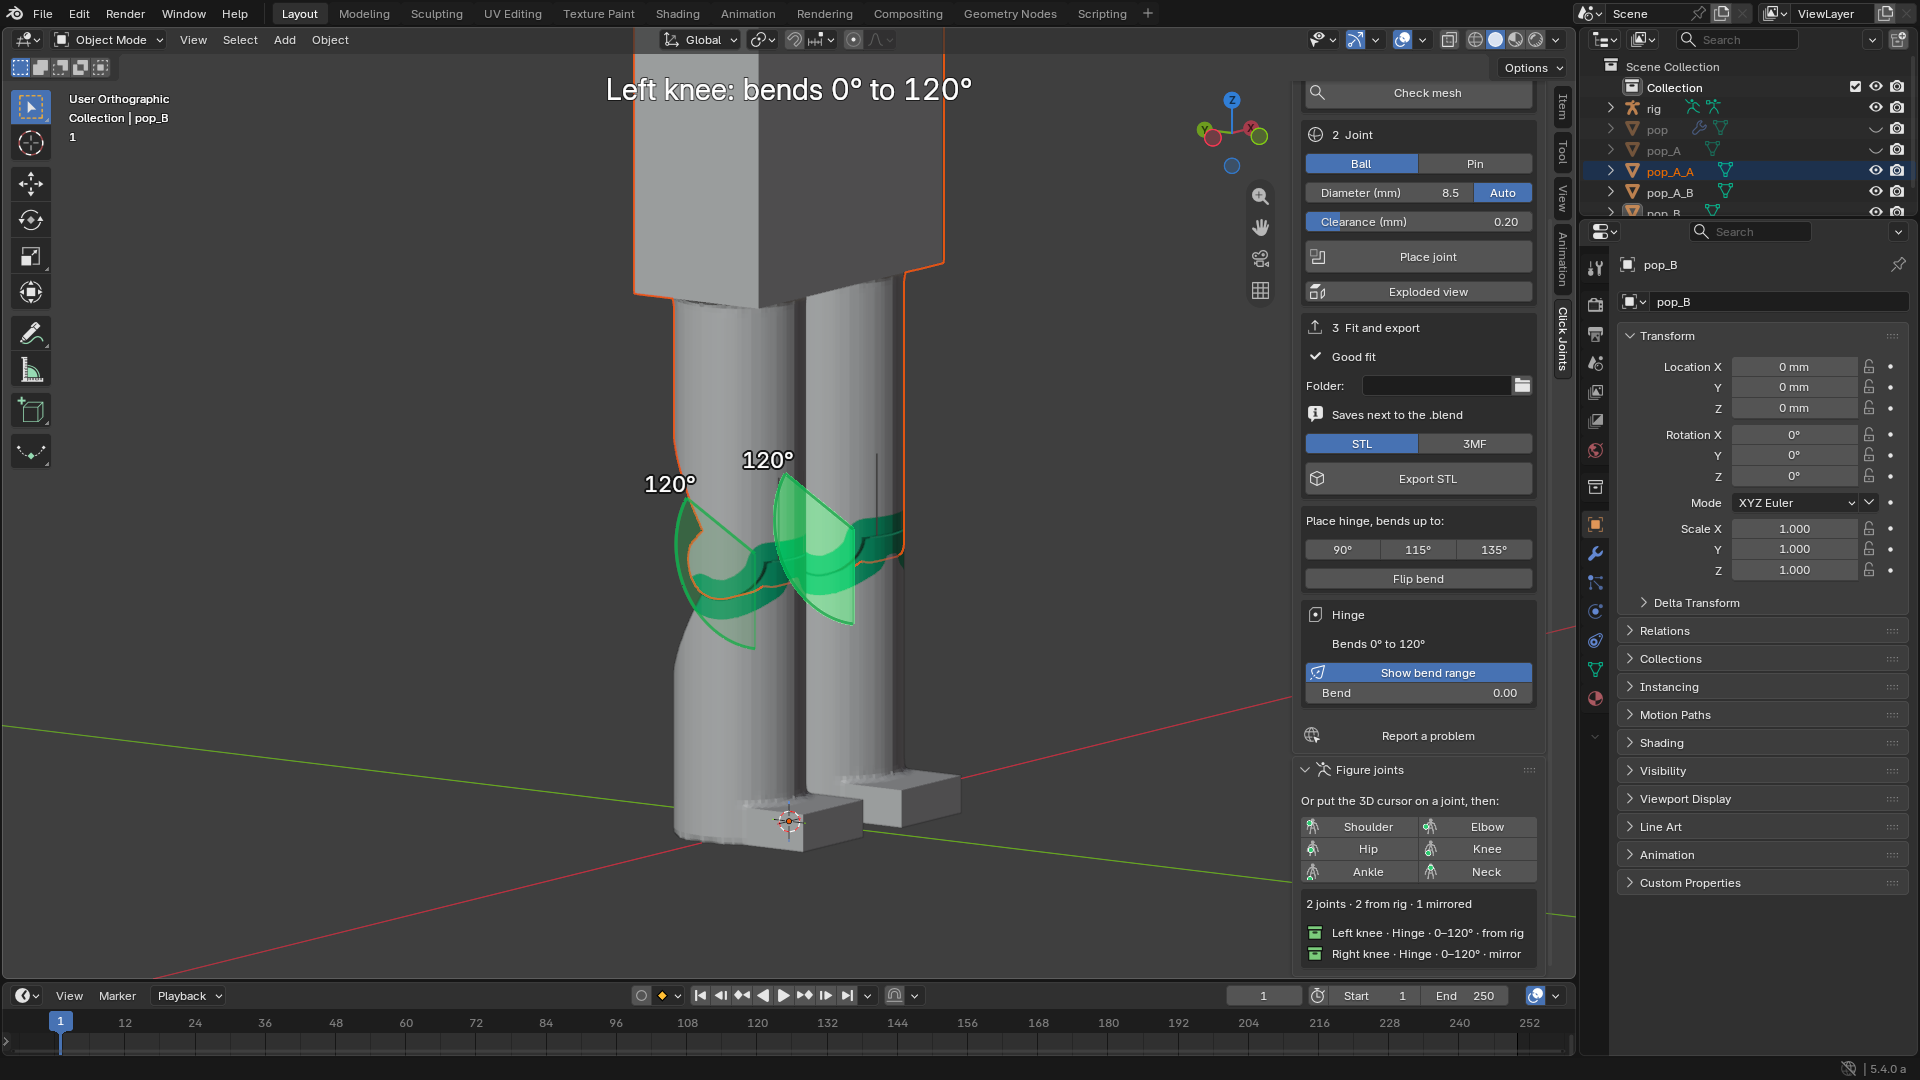 File Edit Render Window Help Layout Modeling Sculpting UV Editing Texture Paint Shading Animation Rendering Compositing Geometry Nodes Scripting Scene ViewLayer
Object Mode View Select Add Object Global Search
Options
User Orthographic
Collection | pop_B
1
Left knee: bends 0° to 120°
120°
120°
Z
Y
X
Check mesh
2 Joint
Ball Pin
Diameter (mm) 8.5 Auto
Clearance (mm) 0.20
Place joint
Exploded view
3 Fit and export
Good fit
Folder:
Saves next to the .blend
STL 3MF
Export STL
Place hinge, bends up to:
90° 115° 135°
Flip bend
Hinge
Bends 0° to 120°
Show bend range
Bend 0.00
Report a problem
Figure joints
Or put the 3D cursor on a joint, then:
Shoulder Elbow
Hip Knee
Ankle Neck
2 joints · 2 from rig · 1 mirrored
Left knee · Hinge · 0–120° · from rig
Right knee · Hinge · 0–120° · mirror
Item
Tool
View
Animation
Click Joints
Scene Collection
Collection
rig
pop
pop_A
pop_A_A
pop_A_B
pop_B
Search
pop_B
pop_B
Transform
Location X 0 mm
Y 0 mm
Z 0 mm
Rotation X 0°
Y 0°
Z 0°
Mode XYZ Euler
Scale X 1.000
Y 1.000
Z 1.000
Delta Transform
Relations
Collections
Instancing
Motion Paths
Shading
Visibility
Viewport Display
Line Art
Animation
Custom Properties
View Marker Playback 1 Start 1 End 250
1 12 24 36 48 60 72 84 96 108 120 132 144 156 168 180 192 204 216 228 240 252
5.4.0 a